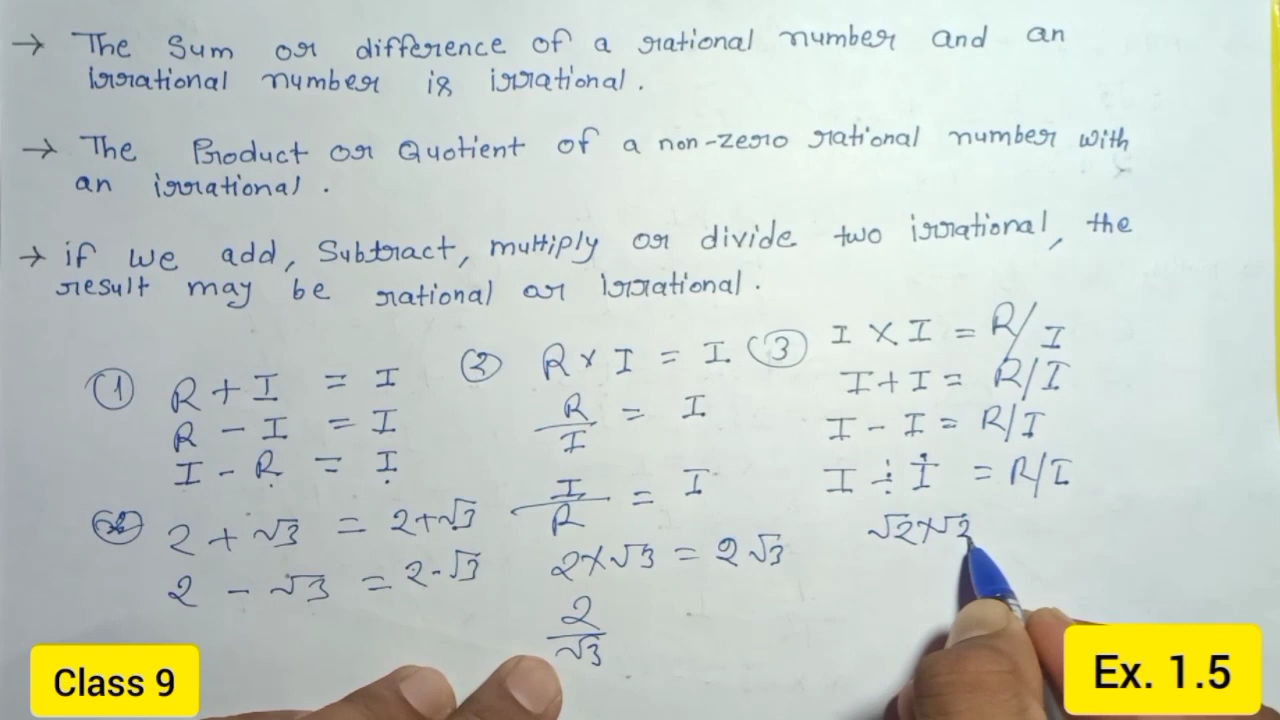 → The Sum or difference of a rational number and an
irrational number is irrational.
→ The Product or Quotient of a non-zero rational number with
an irrational.
→ if we add, Subtract, multiply or divide two irrational, the
result may be rational or Irrational.
① R + I = I
R - I = I
I - R = I
2 + √3 = 2+√3
2 - √3 = 2-√3
② R × I = I
R/I = I
I/R = I
2×√3 = 2√3
2/√3
③ I × I = R/I
I + I = R/I
I - I = R/I
I ÷ I = R/I
√2×√2
Class 9
Ex. 1.5